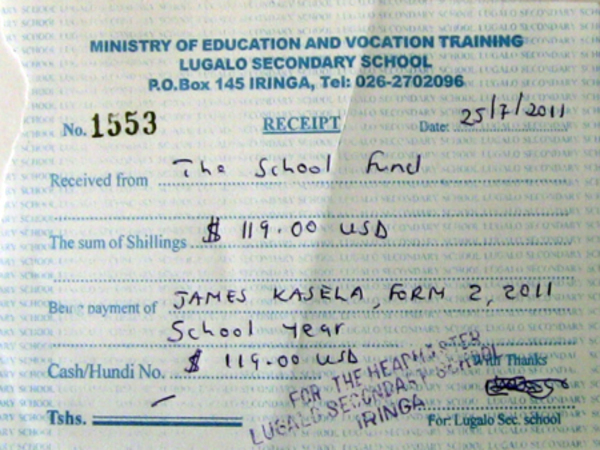 MINISTRY OF EDUCATION AND VOCATION TRAINING
LUGALO SECONDARY SCHOOL
P.O.Box 145 IRINGA, Tel: 026-2702096
No. 1553 RECEIPT Date: 25/7/2011
Received from The School Fund
The sum of Shillings $ 119.00 USD
Being payment of JAMES KASELA, FORM 2, 2011
School year
Cash/Hundi No. $ 119.00 USD With Thanks
FOR THE HEADMASTER
LUGALO SECONDARY SCHOOL
IRINGA
Tshs. For: Lugalo Sec. school